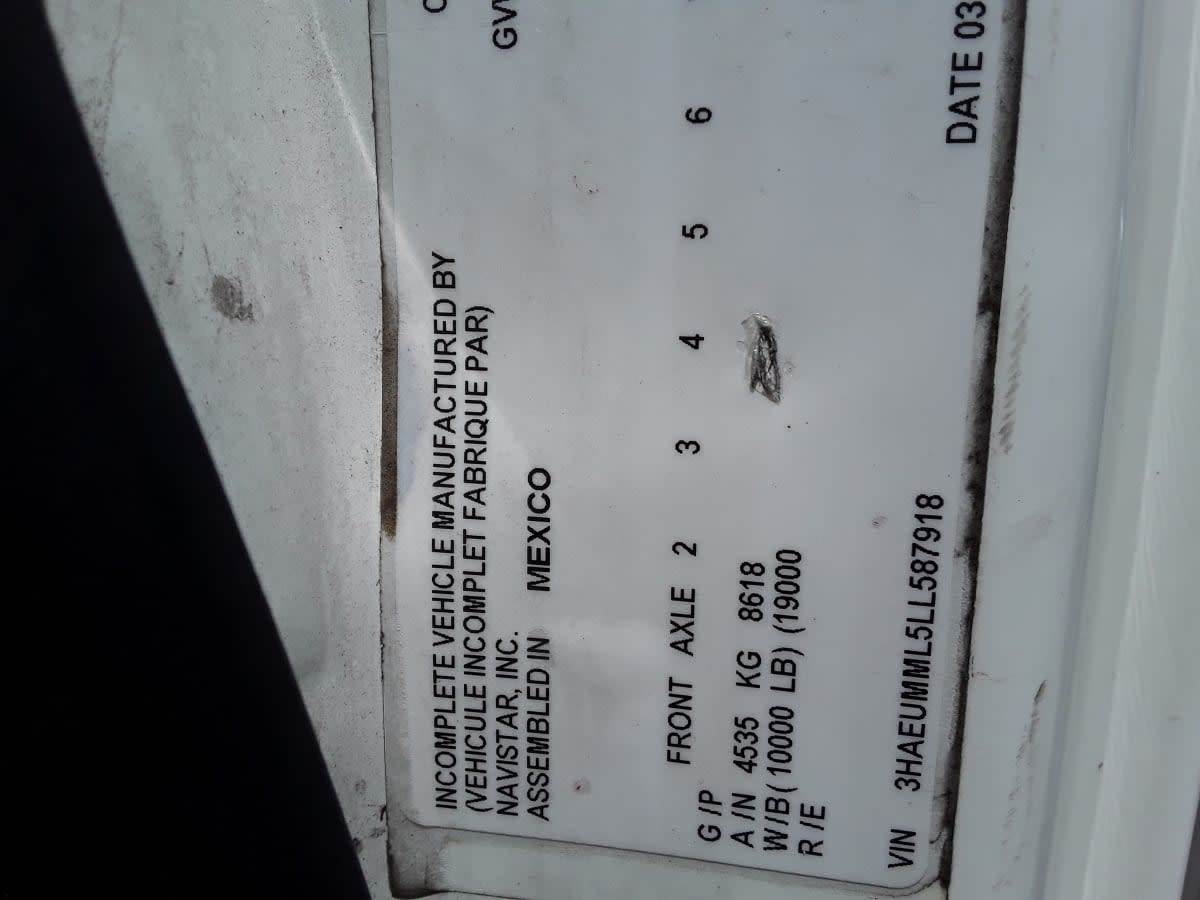 INCOMPLETE VEHICLE MANUFACTURED BY
(VEHICULE INCOMPLET FABRIQUE PAR)
NAVISTAR, INC.
ASSEMBLED IN MEXICO
FRONT AXLE 2 3 4 5 6
G /P
A /N 4535 KG 8618
W/B (10000 LB) (19000
R /E
VIN 3HAEUMML5LL587918
DATE 03